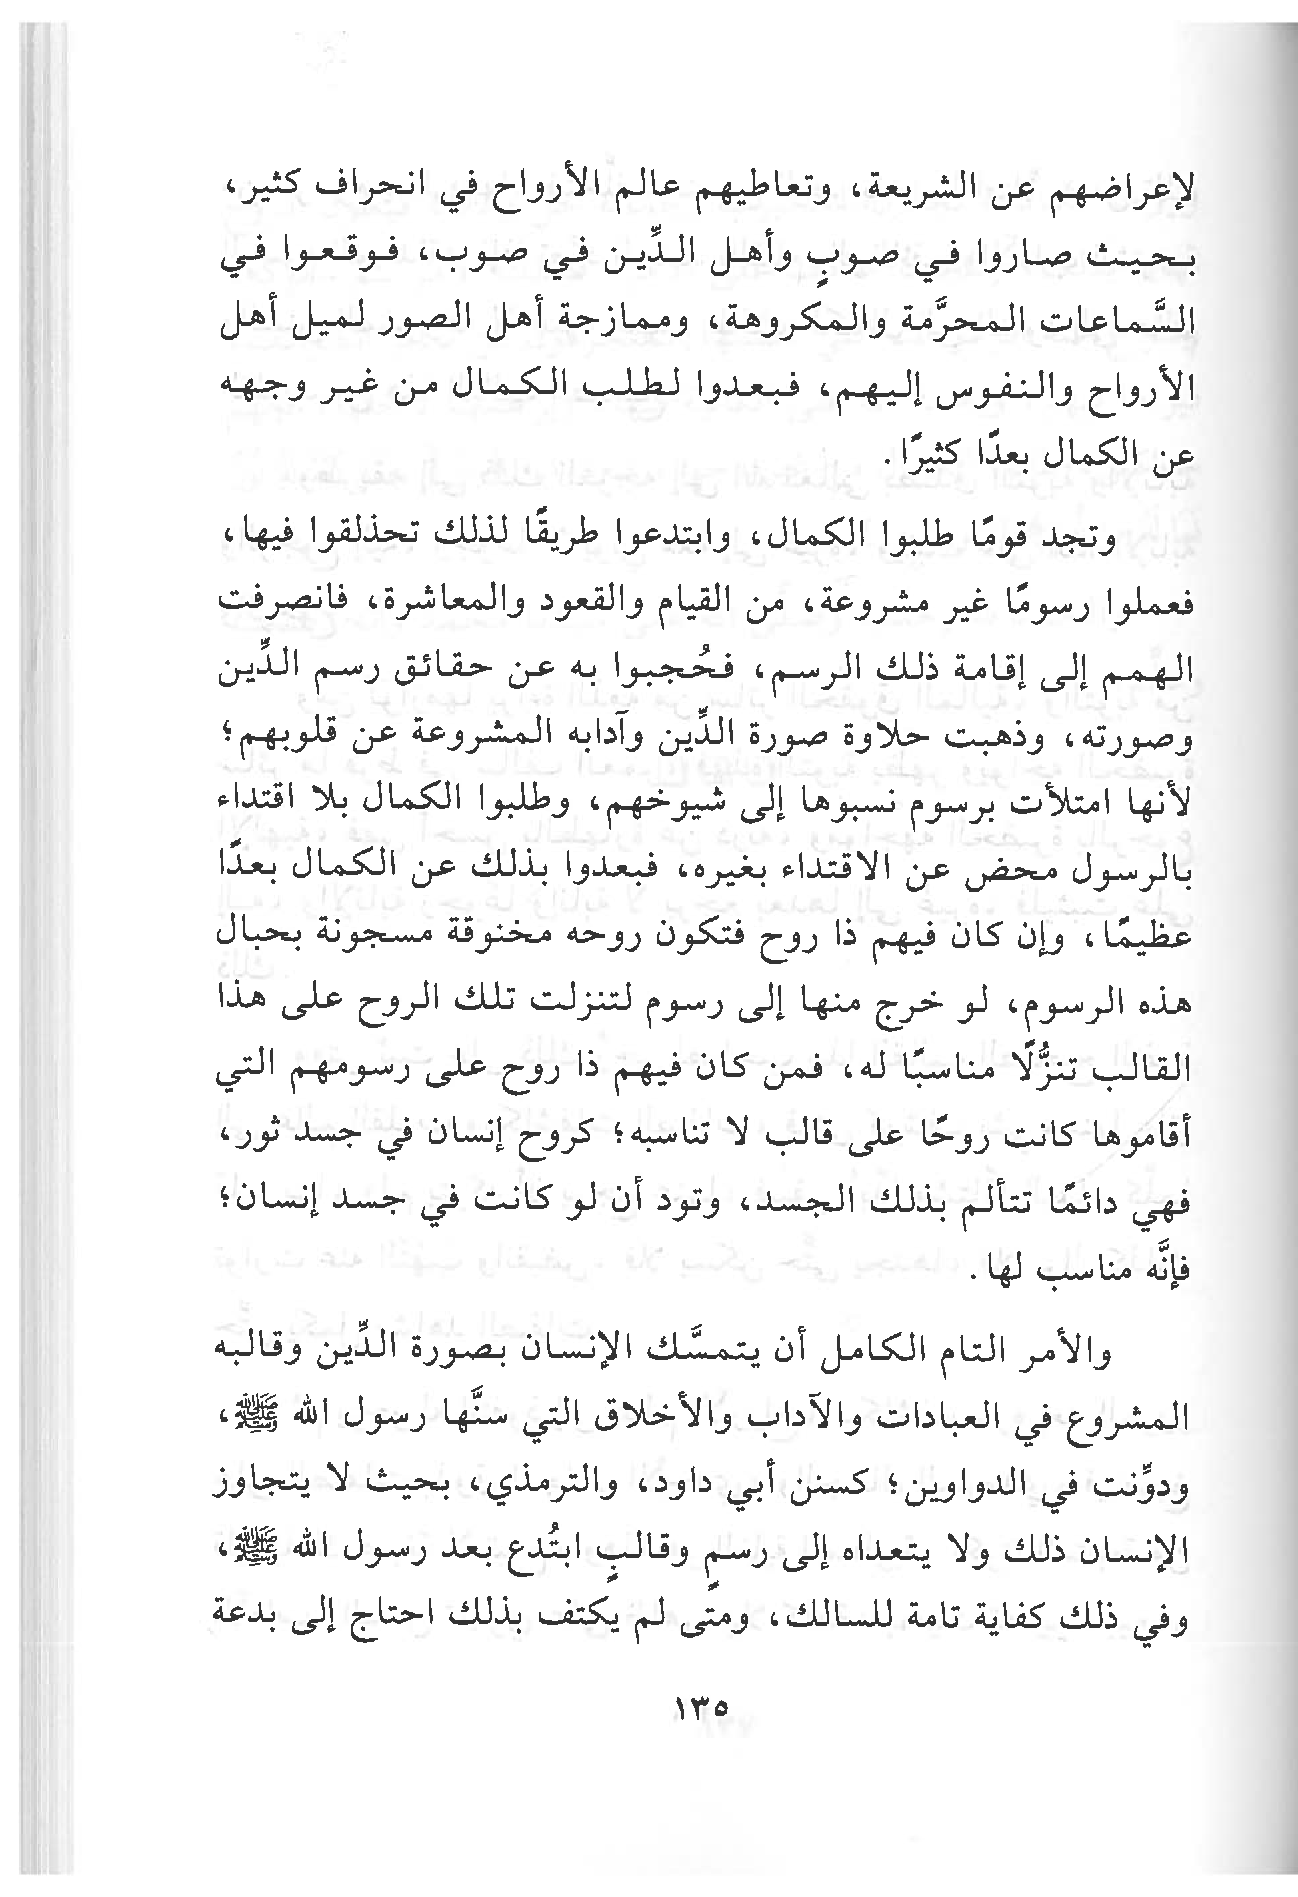 لإعراضهم عن الشريعة، وتعاطيهم عالم الأرواح في انحراف كثير،
بحيث صاروا في صوبٍ وأهل الدِّين في صوب، فوقعوا في
السَّماعات المحرَّمة والمكروهة، وممازجة أهل الصور لميل أهل
الأرواح والنفوس إليهم، فبعدوا لطلب الكمال من غير وجهه
عن الكمال بعدًا كثيرًا.
وتجد قومًا طلبوا الكمال، وابتدعوا طريقًا لذلك تحذلقوا فيها،
فعملوا رسومًا غير مشروعة، من القيام والقعود والمعاشرة، فانصرفت
الهمم إلى إقامة ذلك الرسم، فحُجبوا به عن حقائق رسم الدِّين
وصورته، وذهبت حلاوة صورة الدِّين وآدابه المشروعة عن قلوبهم؛
لأنها امتلأت برسوم نسبوها إلى شيوخهم، وطلبوا الكمال بلا اقتداء
بالرسول محض عن الاقتداء بغيره، فبعدوا بذلك عن الكمال بعدًا
عظيمًا، وإن كان فيهم ذا روح فتكون روحه مخنوقة مسجونة بحبال
هذه الرسوم، لو خرج منها إلى رسوم لتنزلت تلك الروح على هذا
القالب تنزُّلًا مناسبًا له، فمن كان فيهم ذا روح على رسومهم التي
أقاموها كانت روحًا على قالب لا تناسبه؛ كروح إنسان في جسد ثور،
فهي دائمًا تتألم بذلك الجسد، وتود أن لو كانت في جسد إنسان؛
فإنَّه مناسب لها.
والأمر التام الكامل أن يتمسَّك الإنسان بصورة الدِّين وقالبه
المشروع في العبادات والآداب والأخلاق التي سنَّها رسول الله ﷺ،
ودوِّنت في الدواوين؛ كسنن أبي داود، والترمذي، بحيث لا يتجاوز
الإنسان ذلك ولا يتعداه إلى رسمٍ وقالبٍ ابتُدع بعد رسول الله ﷺ،
وفي ذلك كفاية تامة للسالك، ومتى لم يكتف بذلك احتاج إلى بدعة
١٣٥